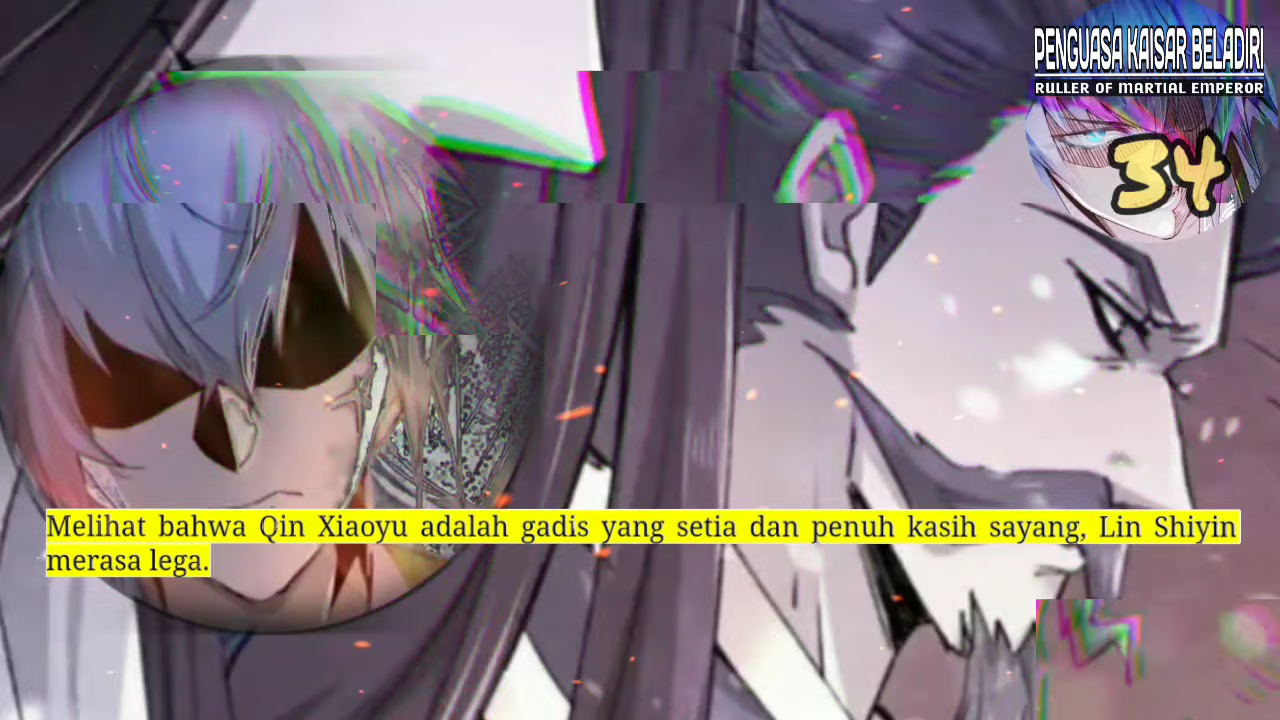 PENGUASA KAISAR BELADIRI
RULLER OF MARTIAL EMPEROR
34
Melihat bahwa Qin Xiaoyu adalah gadis yang setia dan penuh kasih sayang, Lin Shiyin
merasa lega.